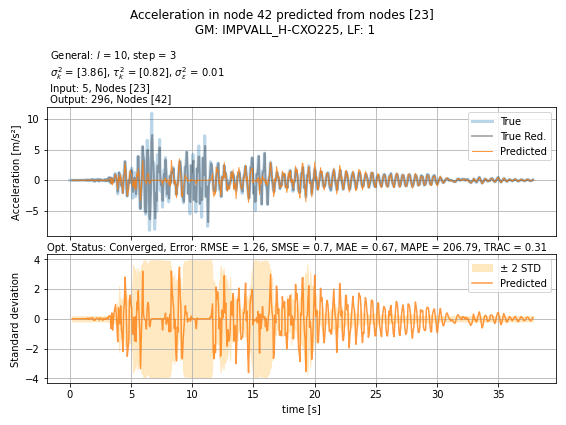 Acceleration in node 42 predicted from nodes [23]
GM: IMPVALL_H-CXO225, LF: 1
General: l = 10, step = 3
σ²ₖ = [3.86], τ²ₖ = [0.82], σ²ε = 0.01
Input: 5, Nodes [23]
Output: 296, Nodes [42]
Acceleration [m/s²]
10
5
0
−5
True
True Red.
Predicted
Opt. Status: Converged, Error: RMSE = 1.26, SMSE = 0.7, MAE = 0.67, MAPE = 206.79, TRAC = 0.31
Standard deviation
4
2
0
−2
−4
± 2 STD
Predicted
0 5 10 15 20 25 30 35
time [s]